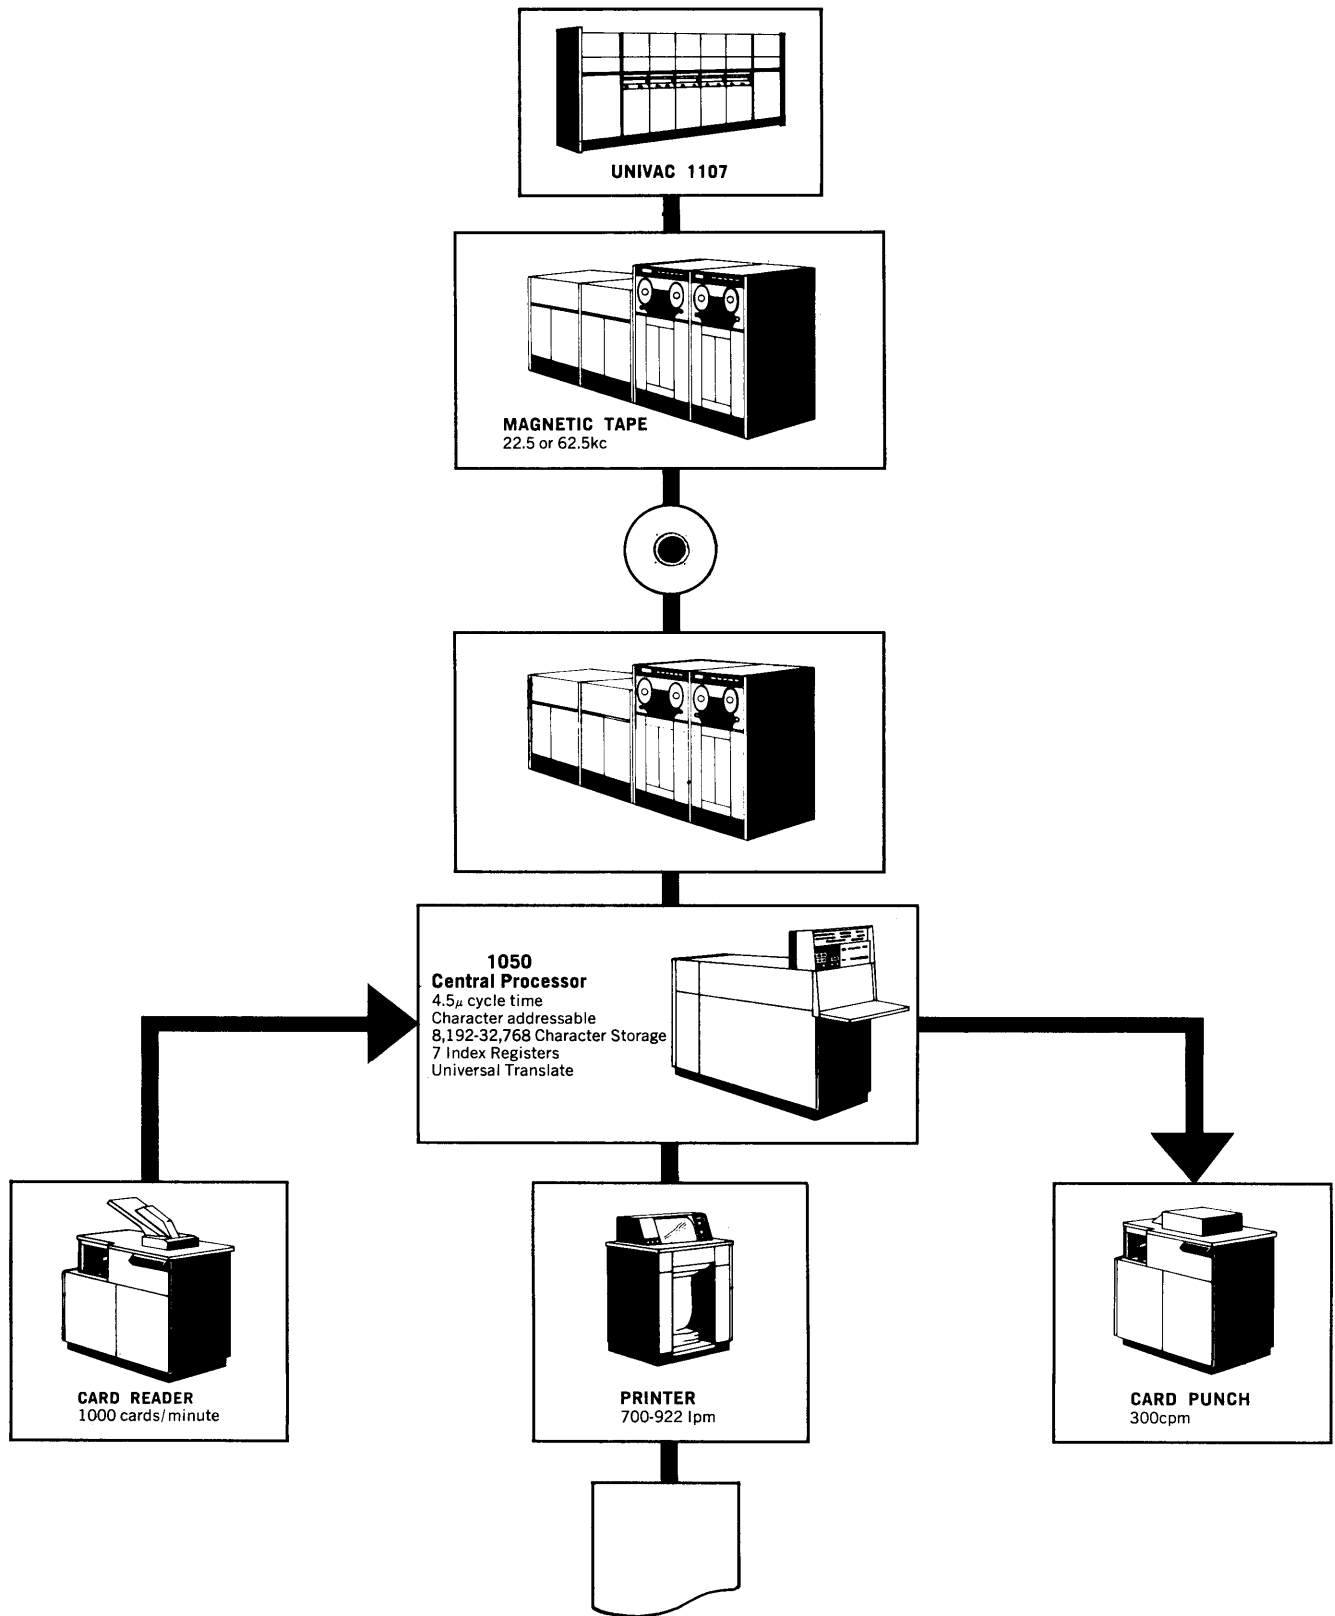 UNIVAC 1107
MAGNETIC TAPE
22.5 or 62.5kc
1050
Central Processor
4.5μ cycle time
Character addressable
8,192-32,768 Character Storage
7 Index Registers
Universal Translate
CARD READER
1000 cards/minute
PRINTER
700-922 lpm
CARD PUNCH
300cpm